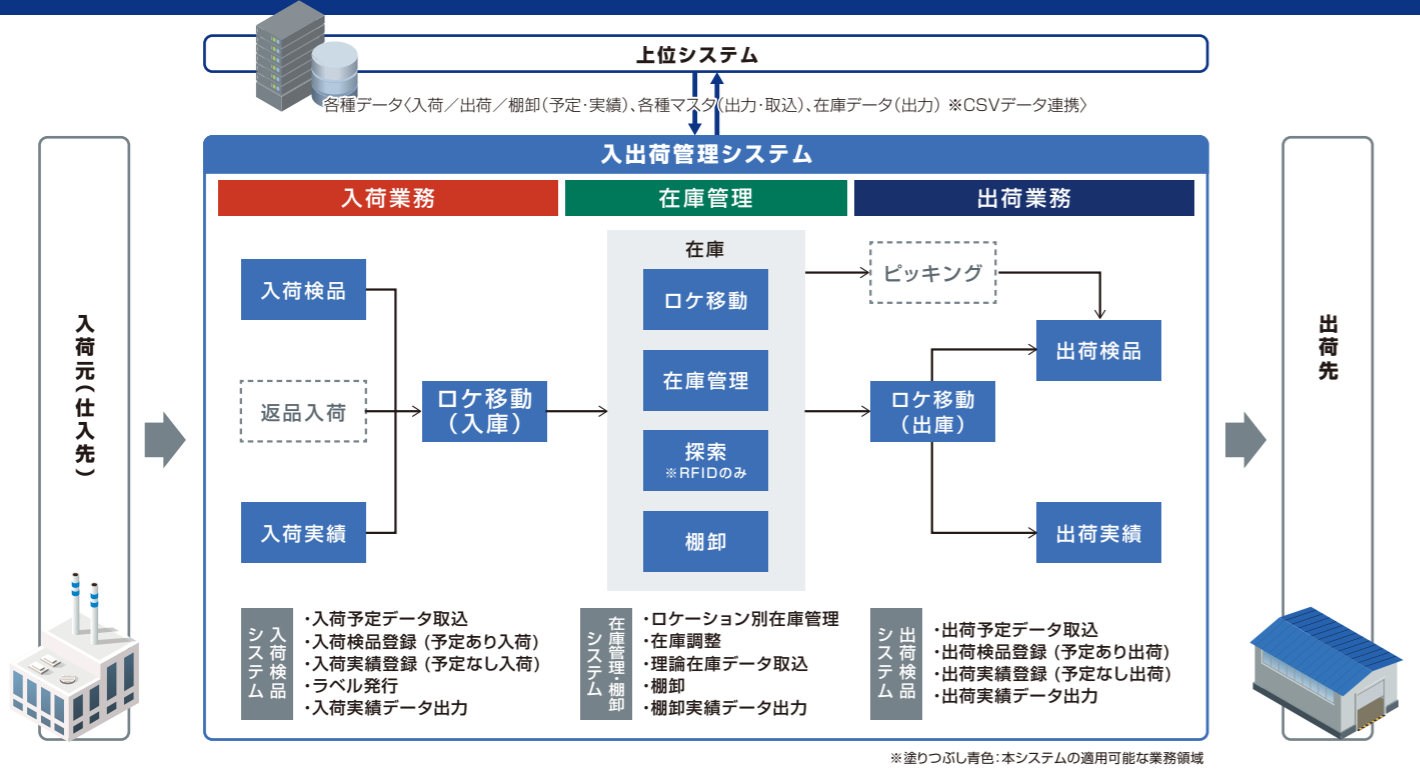 上位システム
各種データ〈入荷／出荷／棚卸(予定・実績)、各種マスタ(出力・取込)、在庫データ(出力) ※CSVデータ連携〉
入出荷管理システム
入荷業務
在庫管理
出荷業務
入荷元(仕入先)
入荷検品
返品入荷
入荷実績
ロケ移動
(入庫)
在庫
ロケ移動
在庫管理
探索
※RFIDのみ
棚卸
ピッキング
ロケ移動
(出庫)
出荷検品
出荷実績
出荷先
入荷検品
システム
・入荷予定データ取込
・入荷検品登録 (予定あり入荷)
・入荷実績登録 (予定なし入荷)
・ラベル発行
・入荷実績データ出力
在庫管理・棚卸
システム
・ロケーション別在庫管理
・在庫調整
・理論在庫データ取込
・棚卸
・棚卸実績データ出力
出荷検品
システム
・出荷予定データ取込
・出荷検品登録 (予定あり出荷)
・出荷実績登録 (予定なし出荷)
・出荷実績データ出力
※塗りつぶし青色：本システムの適用可能な業務領域